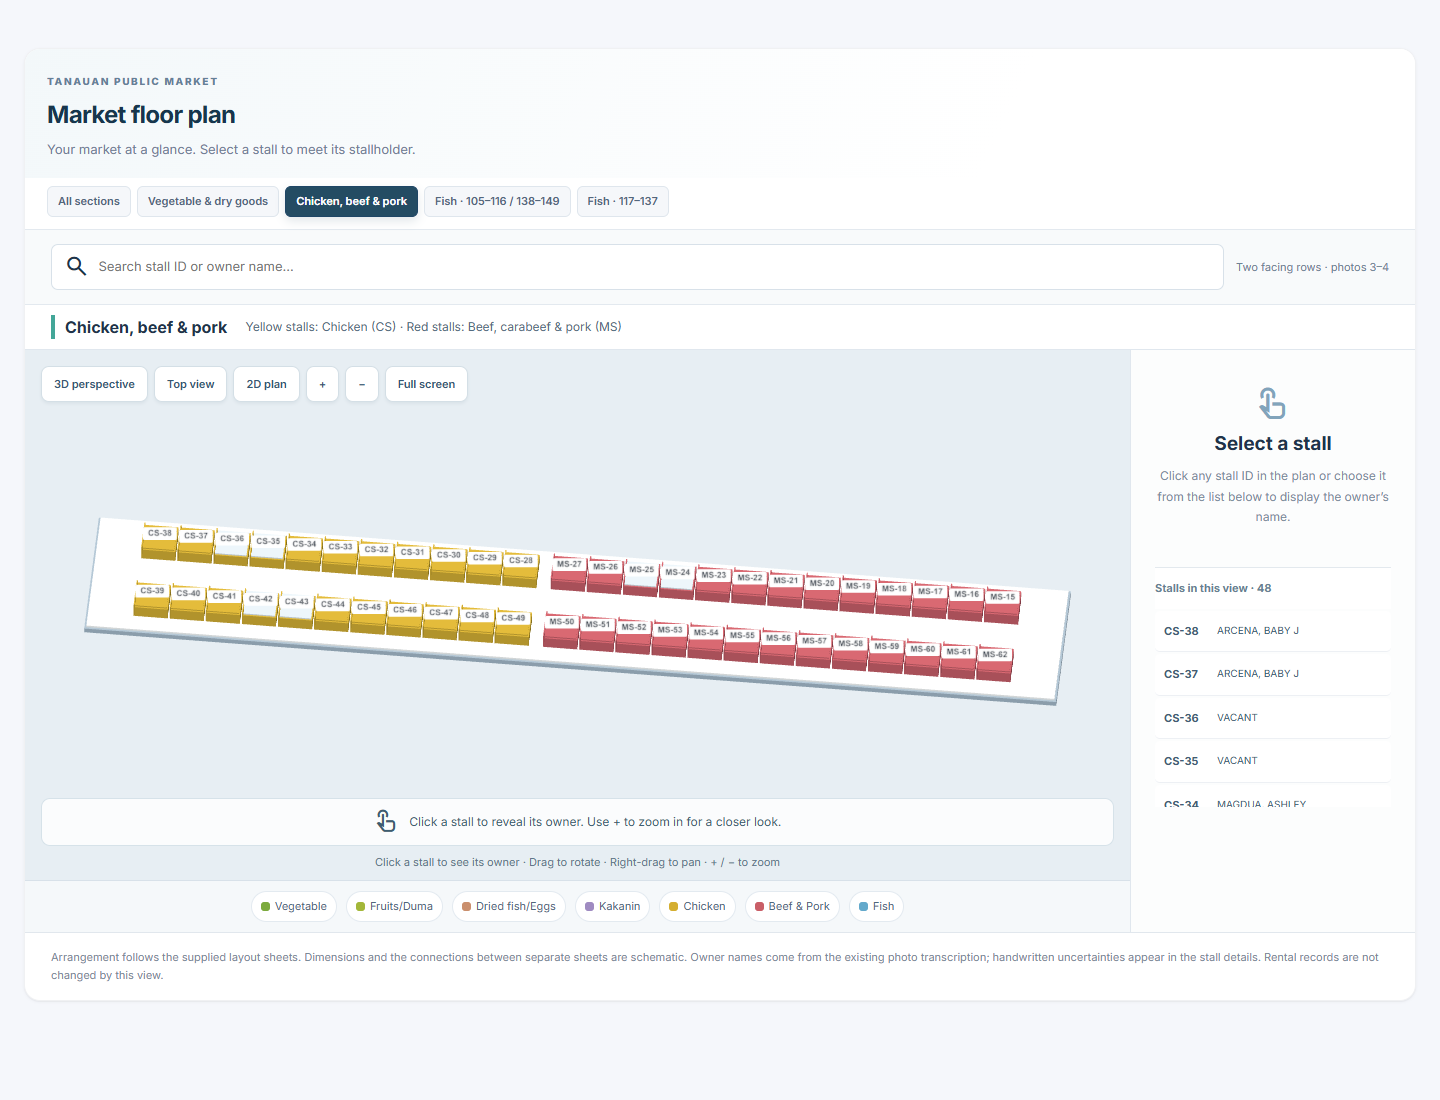 TANAUAN PUBLIC MARKET
Market floor plan
Your market at a glance. Select a stall to meet its stallholder.
All sections
Vegetable & dry goods
Chicken, beef & pork
Fish · 105–116 / 138–149
Fish · 117–137
Search stall ID or owner name...
Two facing rows · photos 3–4
Chicken, beef & pork
Yellow stalls: Chicken (CS) · Red stalls: Beef, carabeef & pork (MS)
3D perspective
Top view
2D plan
+
−
Full screen
CS-38
CS-37
CS-36
CS-35
CS-34
CS-33
CS-32
CS-31
CS-30
CS-29
CS-28
MS-27
MS-26
MS-25
MS-24
MS-23
MS-22
MS-21
MS-20
MS-19
MS-18
MS-17
MS-16
MS-15
CS-39
CS-40
CS-41
CS-42
CS-43
CS-44
CS-45
CS-46
CS-47
CS-48
CS-49
MS-50
MS-51
MS-52
MS-53
MS-54
MS-55
MS-56
MS-57
MS-58
MS-59
MS-60
MS-61
MS-62
Click a stall to reveal its owner. Use + to zoom in for a closer look.
Click a stall to see its owner · Drag to rotate · Right-drag to pan · + / − to zoom
Vegetable
Fruits/Duma
Dried fish/Eggs
Kakanin
Chicken
Beef & Pork
Fish
Select a stall
Click any stall ID in the plan or choose it
from the list below to display the owner's
name.
Stalls in this view · 48
CS-38 ARCENA, BABY J
CS-37 ARCENA, BABY J
CS-36 VACANT
CS-35 VACANT
CS-34 MAGDUA, ASHLEY
Arrangement follows the supplied layout sheets. Dimensions and the connections between separate sheets are schematic. Owner names come from the existing photo transcription; handwritten uncertainties appear in the stall details. Rental records are not
changed by this view.